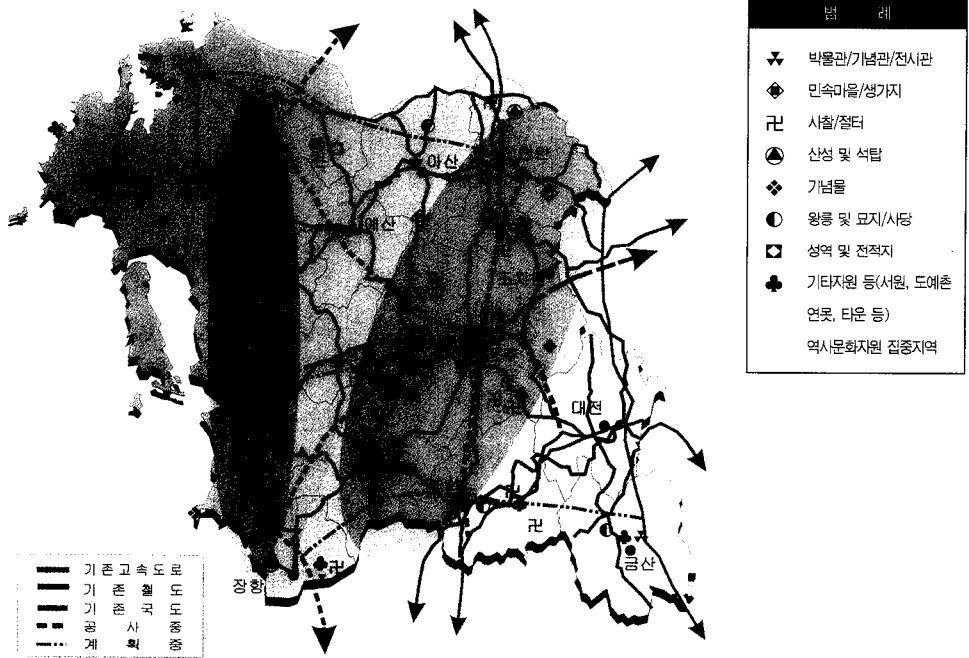 범 례
박물관/기념관/전시관
민속마을/생가지
사찰/절터
산성 및 석탑
기념물
왕릉 및 묘지/사당
성역 및 전적지
기타자원 등(서원, 도예촌
연못, 타운 등)
역사문화자원 집중지역
아산
천안
예산
대전
금산
장항
기존고속도로
기 존 철 도
기 존 국 도
공 사 중
계 획 중